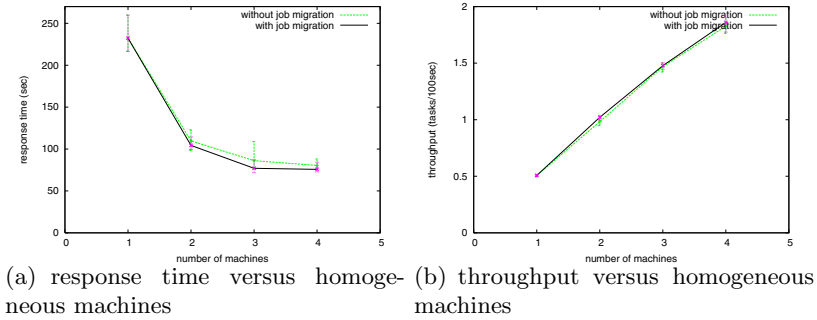 without job migration
with job migration
250
200
150
100
50
0
0 1 2 3 4 5
response time (sec)
number of machines
(a) response time versus homoge-
neous machines
without job migration
with job migration
2
1.5
1
0.5
0
0 1 2 3 4 5
throughput (tasks/100sec)
number of machines
(b) throughput versus homogeneous
machines